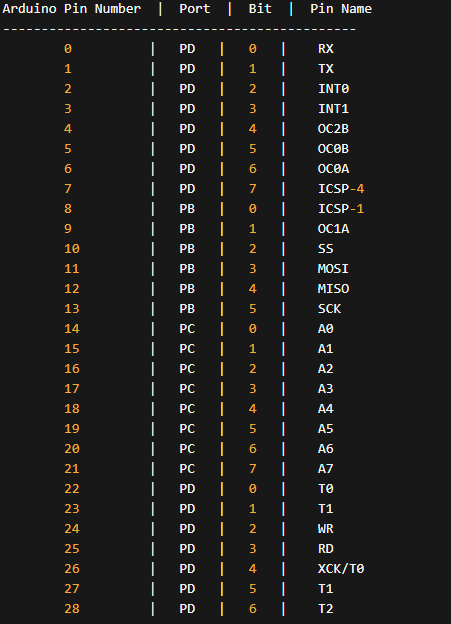 Arduino Pin Number | Port | Bit | Pin Name
----------------------------------------------
0 | PD | 0 | RX
1 | PD | 1 | TX
2 | PD | 2 | INT0
3 | PD | 3 | INT1
4 | PD | 4 | OC2B
5 | PD | 5 | OC0B
6 | PD | 6 | OC0A
7 | PD | 7 | ICSP-4
8 | PB | 0 | ICSP-1
9 | PB | 1 | OC1A
10 | PB | 2 | SS
11 | PB | 3 | MOSI
12 | PB | 4 | MISO
13 | PB | 5 | SCK
14 | PC | 0 | A0
15 | PC | 1 | A1
16 | PC | 2 | A2
17 | PC | 3 | A3
18 | PC | 4 | A4
19 | PC | 5 | A5
20 | PC | 6 | A6
21 | PC | 7 | A7
22 | PD | 0 | T0
23 | PD | 1 | T1
24 | PD | 2 | WR
25 | PD | 3 | RD
26 | PD | 4 | XCK/T0
27 | PD | 5 | T1
28 | PD | 6 | T2